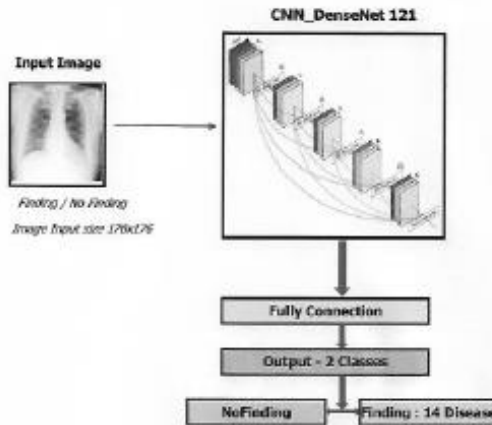 CNN_DenseNet 121
Input Image
Finding / No Finding
Image Input size 176x176
Fully Connection
Output - 2 Classes
NoFinding
Finding : 14 Disease